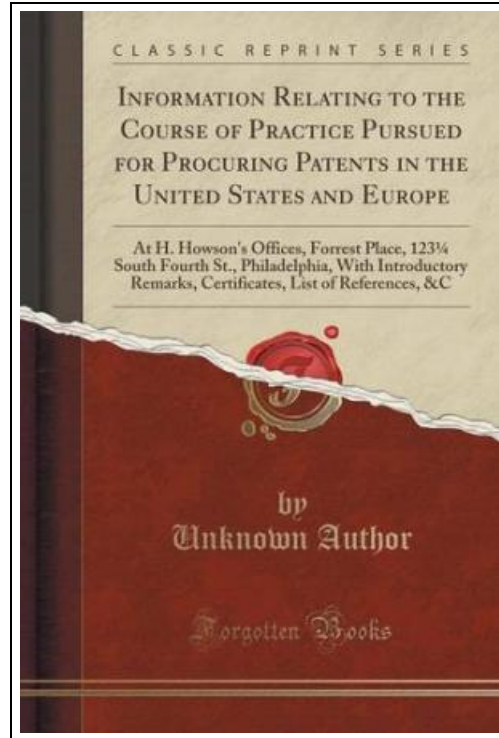 CLASSIC REPRINT SERIES
INFORMATION RELATING TO THE
COURSE OF PRACTICE PURSUED
FOR PROCURING PATENTS IN THE
UNITED STATES AND EUROPE
At H. Howson's Offices, Forrest Place, 123¼
South Fourth St., Philadelphia, With Introductory
Remarks, Certificates, List of References, &C
F
by
Unknown Author
Forgotten Books